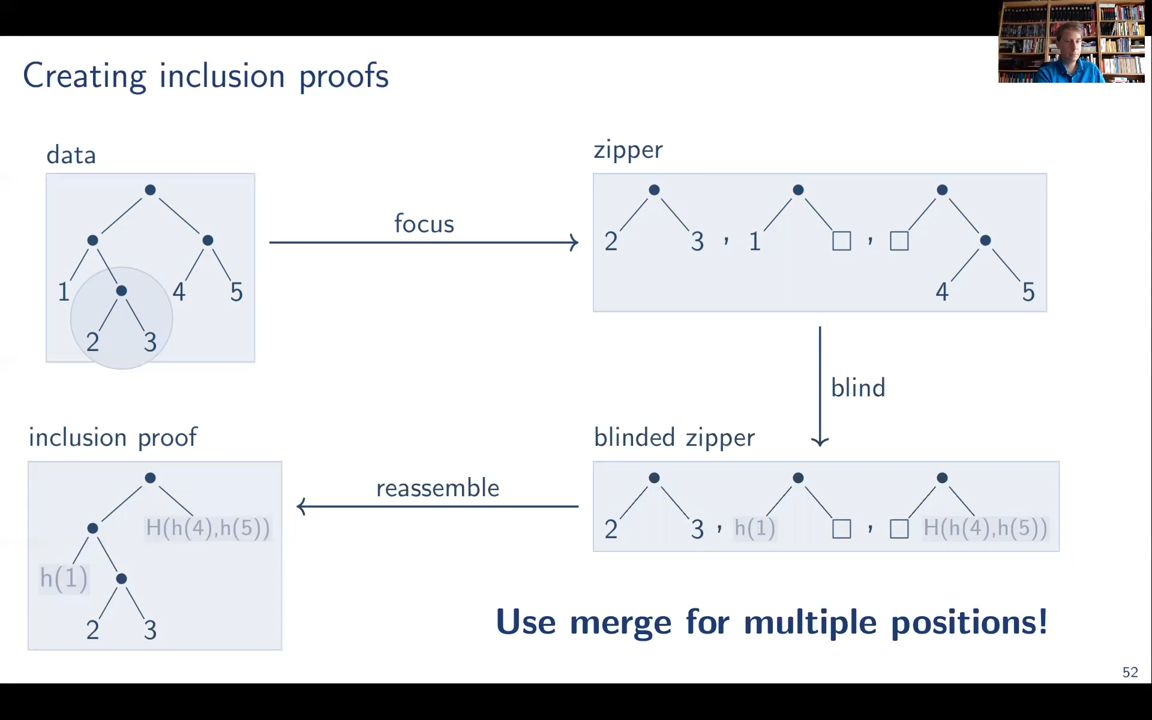 Creating inclusion proofs
data
1
2
3
4
5
focus
zipper
2
3 , 1
□ , □
4
5
blind
inclusion proof
H(h(4),h(5))
h(1)
2
3
reassemble
blinded zipper
2
3 , h(1)
□ , □
H(h(4),h(5))
Use merge for multiple positions!
52